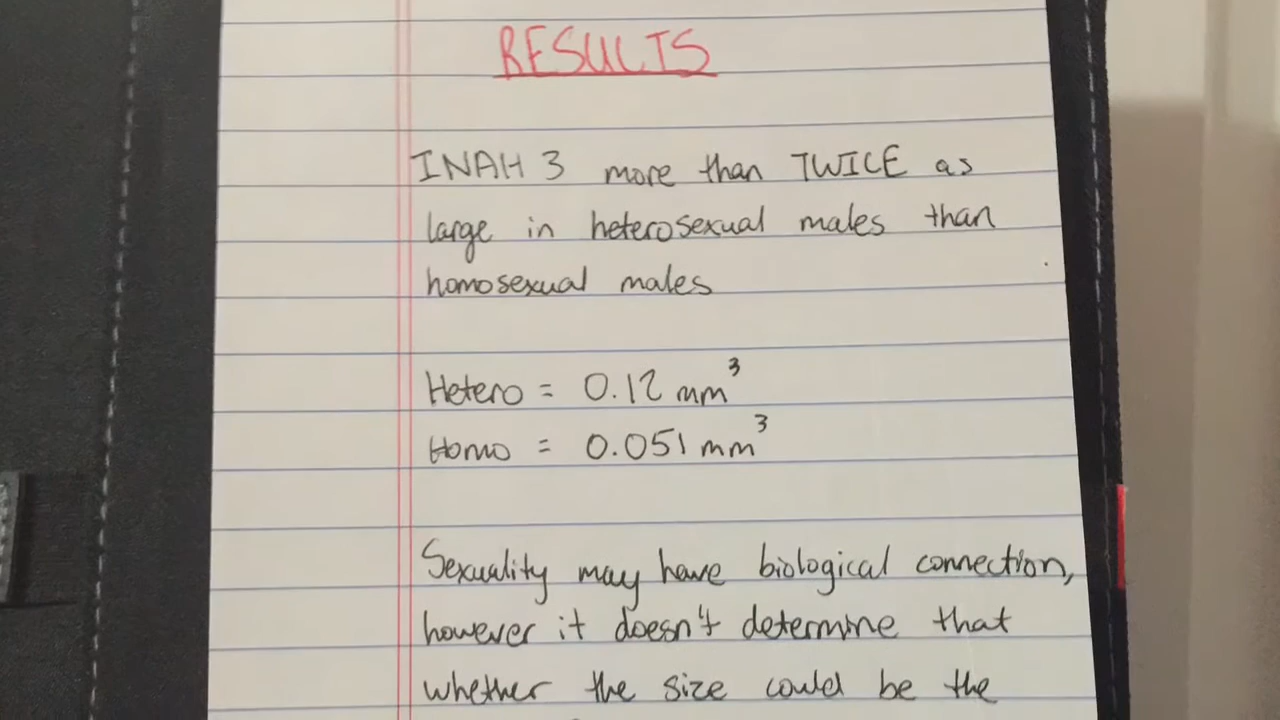 RESULTS
INAH 3 more than TWICE as
large in heterosexual males than
homosexual males
Hetero = 0.12 mm³
Homo = 0.051 mm³
Sexuality may have biological connection,
however it doesn't determine that
whether the size could be the